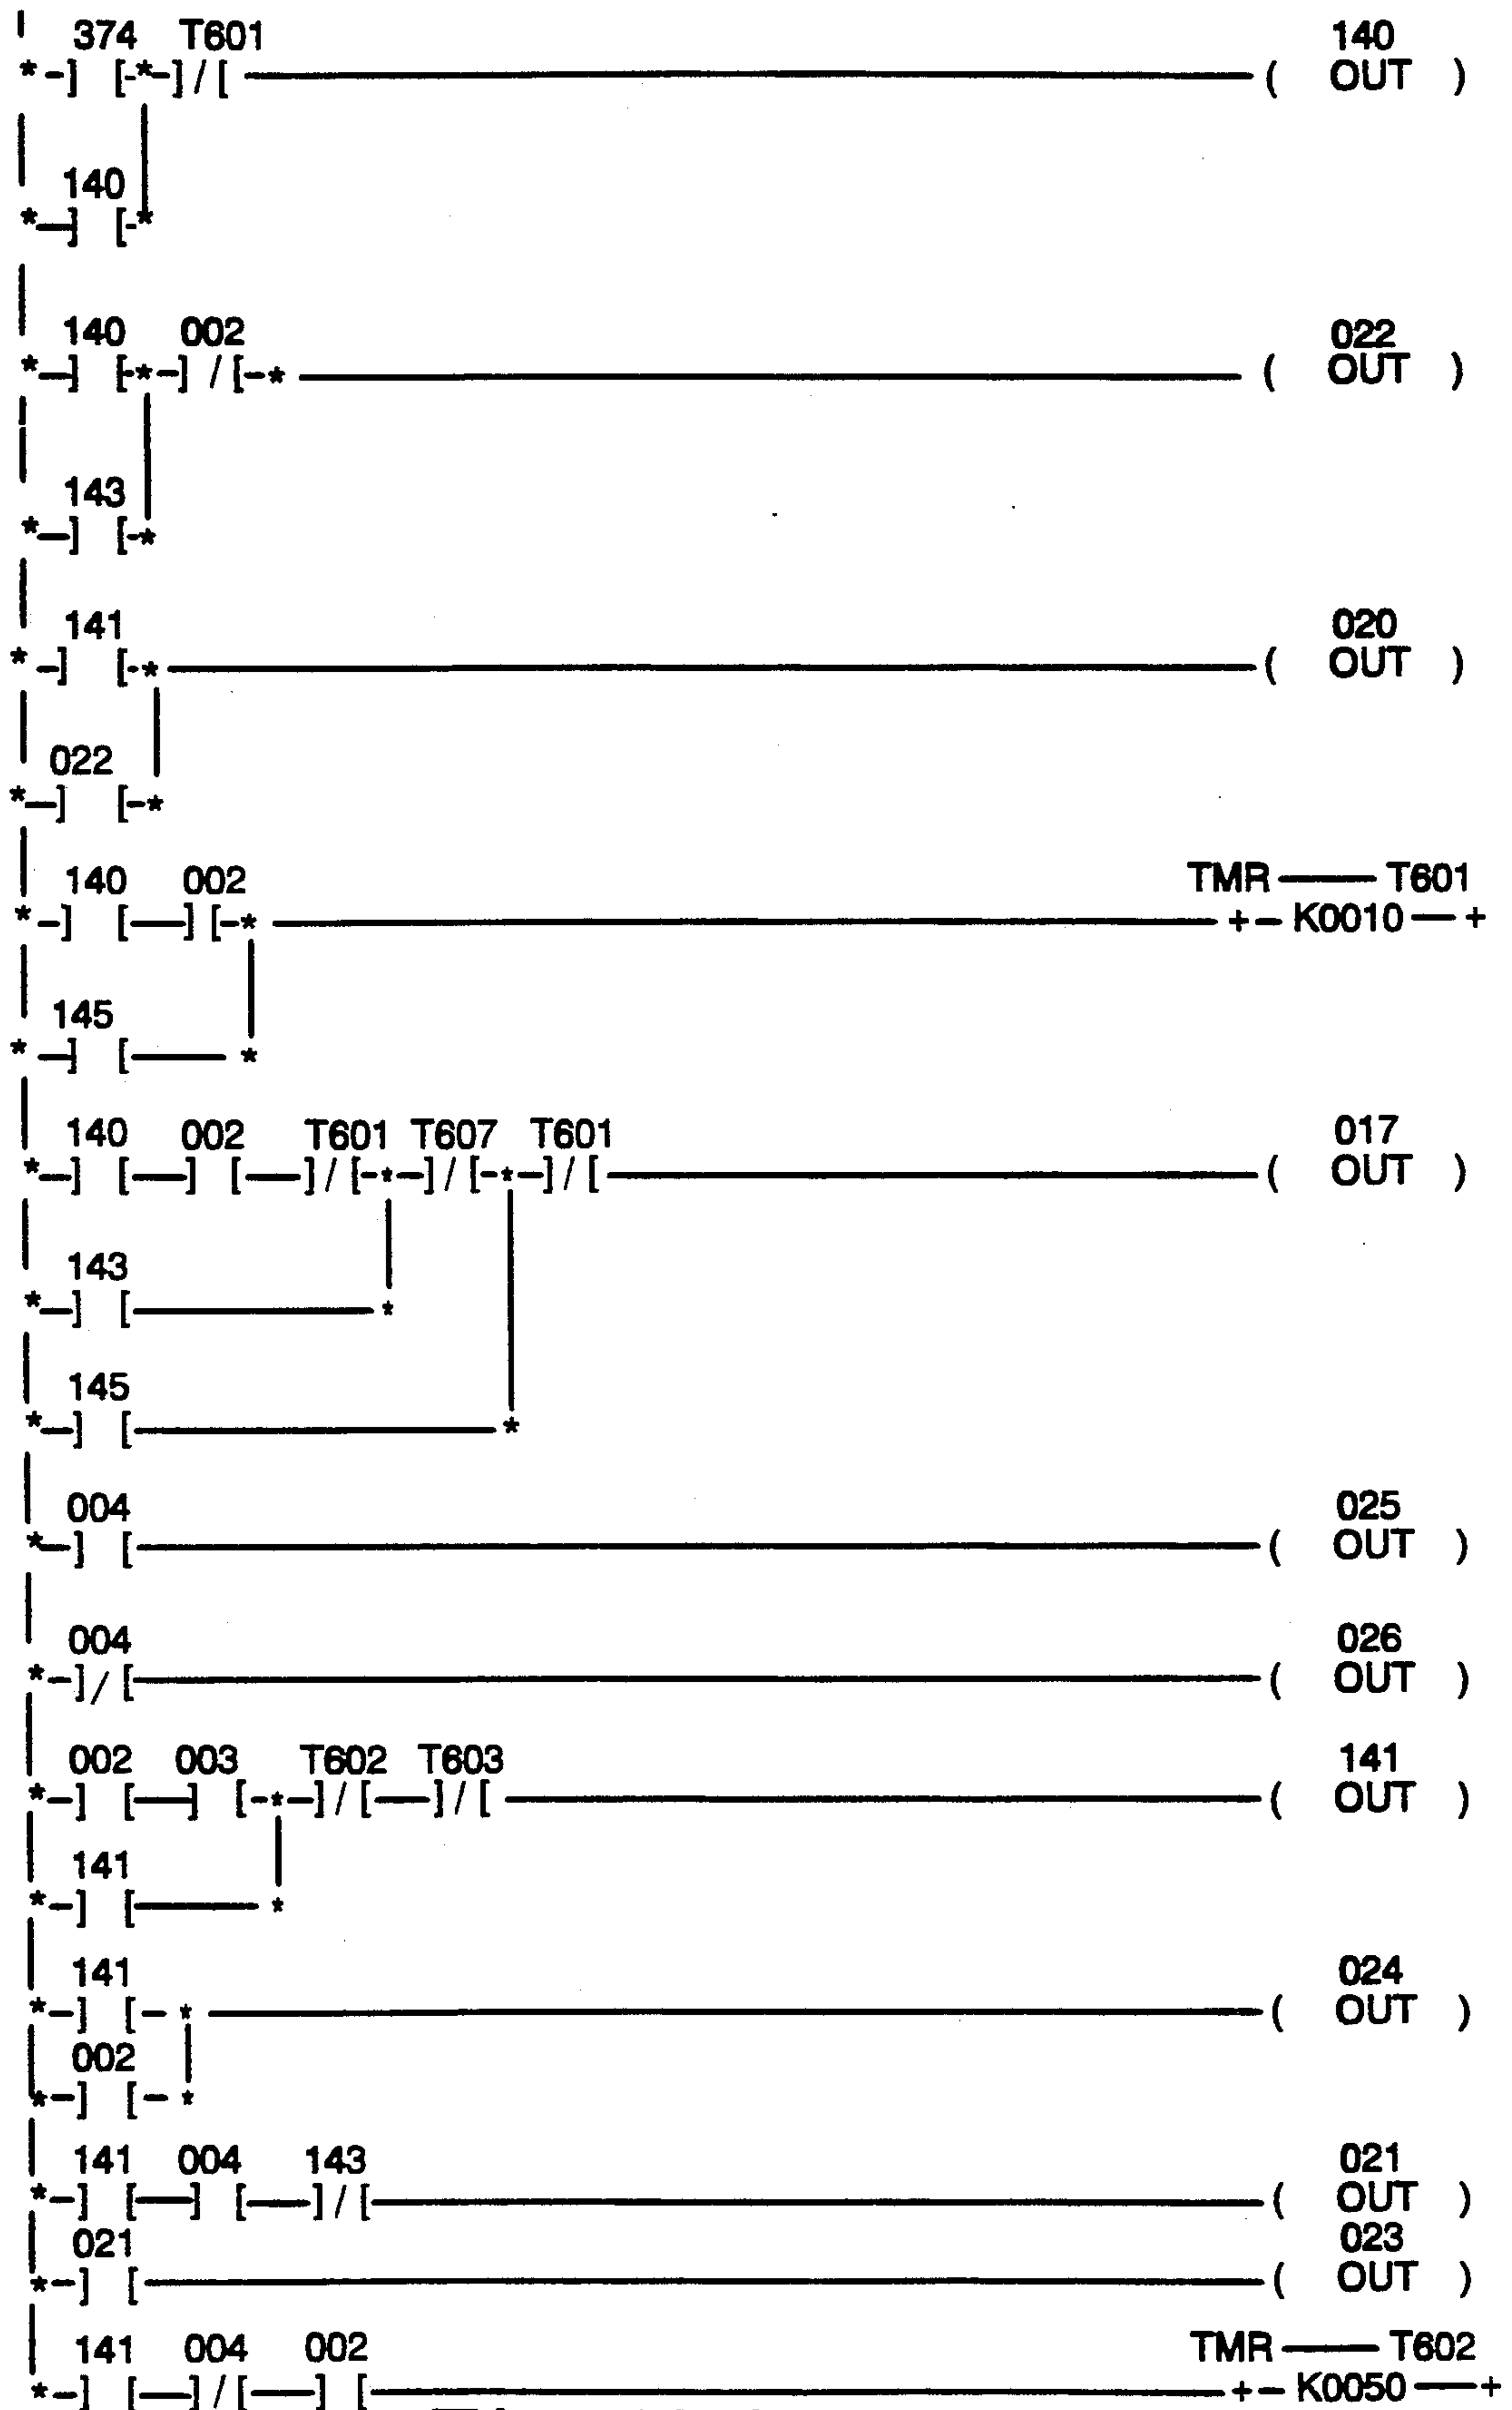 374 T601 140
*-] [-*-]/[ ( OUT )
140
*—] [-*
140 002 022
*—] [-*-]/[-* ( OUT )
143
*—] [-*
141 020
*-] [-* ( OUT )
022
*—] [-*
140 002 TMR — T601
*-] [—] [-* +- K0010 —+
145
*—] [— *
140 002 T601 T607 T601 017
*—] [—] [—]/[-*-]/[-*-]/[ ( OUT )
143
*—] [— *
145
*—] [— *
004 025
*—] [ ( OUT )
004 026
*-]/[ ( OUT )
002 003 T602 T603 141
*-] [—] [-*-]/[—]/[ ( OUT )
141
*-] [— *
141 024
*-] [- * ( OUT )
002
*-] [- *
141 004 143 021
*-] [—] [—]/[ ( OUT )
021 023
*-] [ ( OUT )
141 004 002 TMR — T602
*-] [—]/[—] [ +- K0050 —+